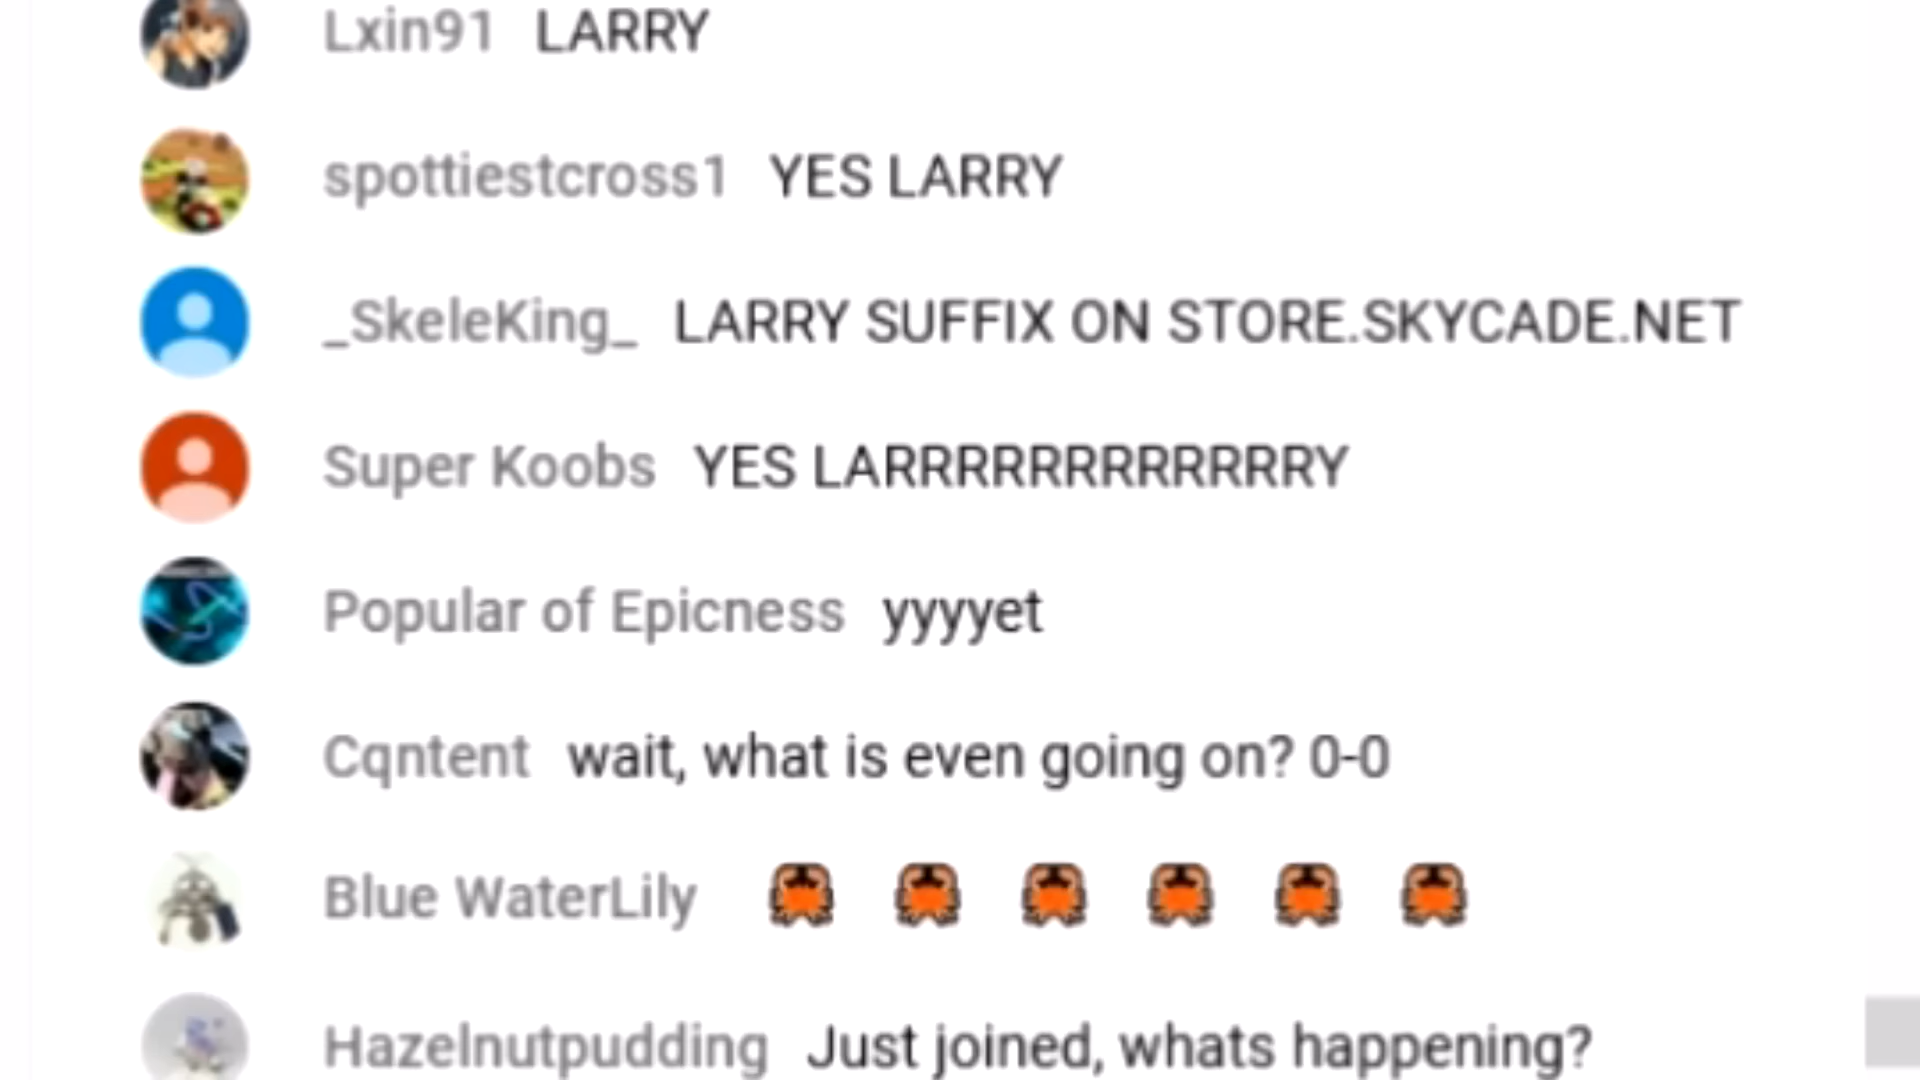 Lxin91 LARRY
spottiestcross1 YES LARRY
_SkeleKing_ LARRY SUFFIX ON STORE.SKYCADE.NET
Super Koobs YES LARRRRRRRRRRRRRY
Popular of Epicness yyyyet
Cqntent wait, what is even going on? 0-0
Blue WaterLily 🦀 🦀 🦀 🦀 🦀 🦀
Hazelnutpudding Just joined, whats happening?